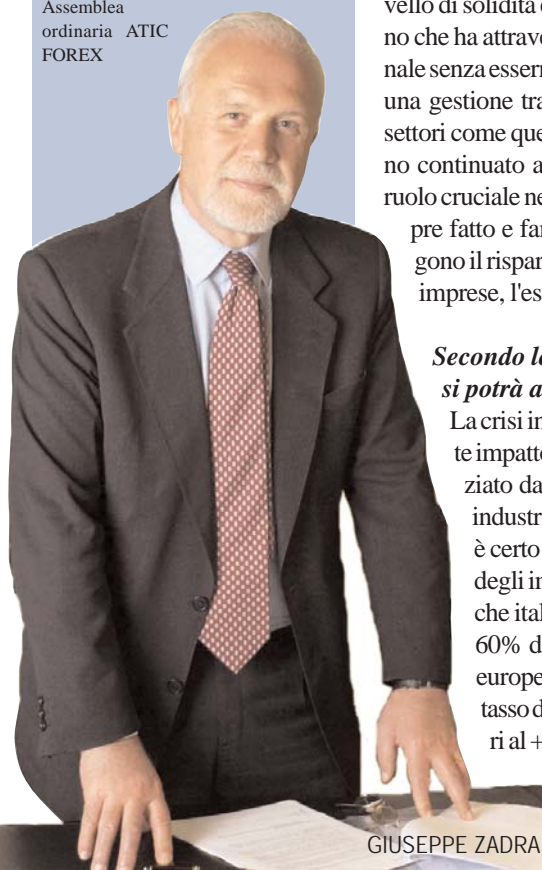 Assemblea
ordinaria ATIC
FOREX
vello di solidità
no che ha attrave
nale senza essern
una gestione tra
settori come que
no continuato a
ruolo cruciale ne
pre fatto e far
gono il rispar
imprese, l'es
Secondo la
si potrà a
La crisi in
te impatto
ziato da
industr
è certo
degli in
che ital
60% d
europe
tasso d
ri al +
GIUSEPPE ZADRA